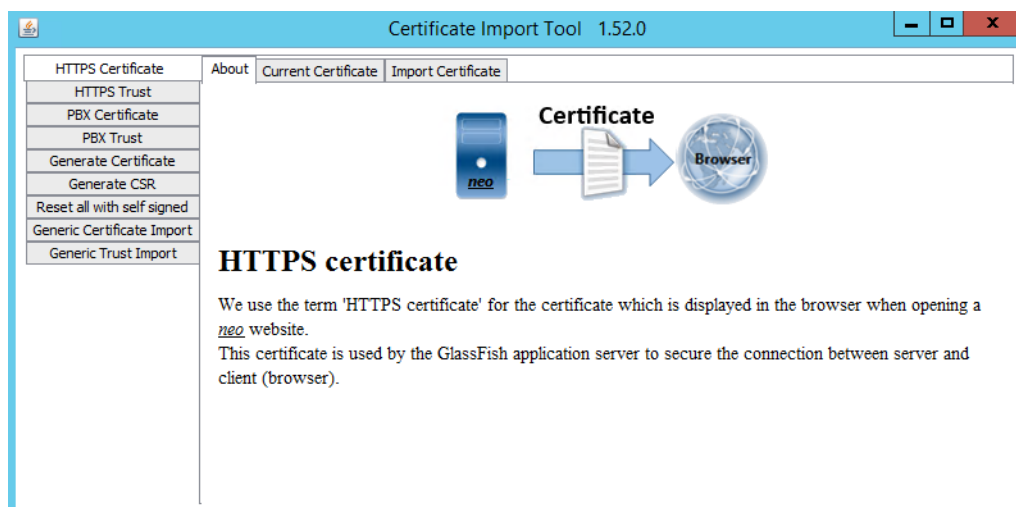 Certificate Import Tool 1.52.0
HTTPS Certificate
HTTPS Trust
PBX Certificate
PBX Trust
Generate Certificate
Generate CSR
Reset all with self signed
Generic Certificate Import
Generic Trust Import
About Current Certificate Import Certificate
Certificate
neo
Browser
HTTPS certificate
We use the term 'HTTPS certificate' for the certificate which is displayed in the browser when opening a
neo website.
This certificate is used by the GlassFish application server to secure the connection between server and
client (browser).